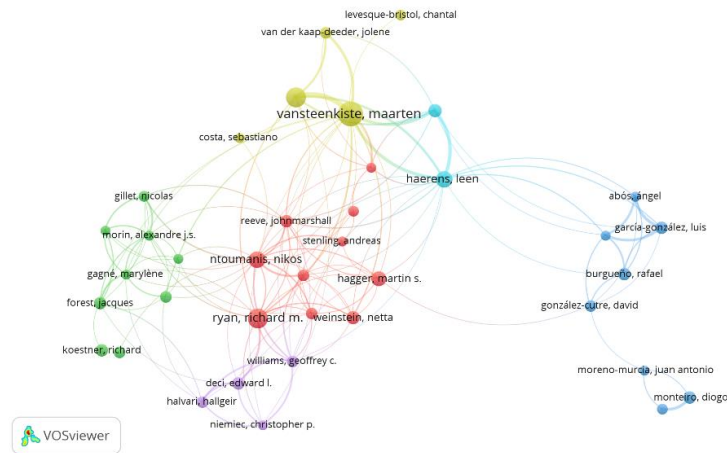 levesque-bristol, chantal
van der kaap-deeder, jolene
vansteenkiste, maarten
costa, sebastiano
haerens, leen
gillet, nicolas
abós, ángel
reeve, johnmarshall
garcía-gonzález, luís
morin, alexandre j.s.
stenling, andreas
ntoumanis, nikos
gagné, marylène
hagger, martin s.
burgueño, rafael
forest, jacques
gonzález-cutre, david
ryan, richard m.
weinstein, netta
koestner, richard
williams, geoffrey c.
moreno-murcia, juan antonio
deci, edward l.
monteiro, diogo
halvari, hallgeir
niemiec, christopher p.
VOSviewer